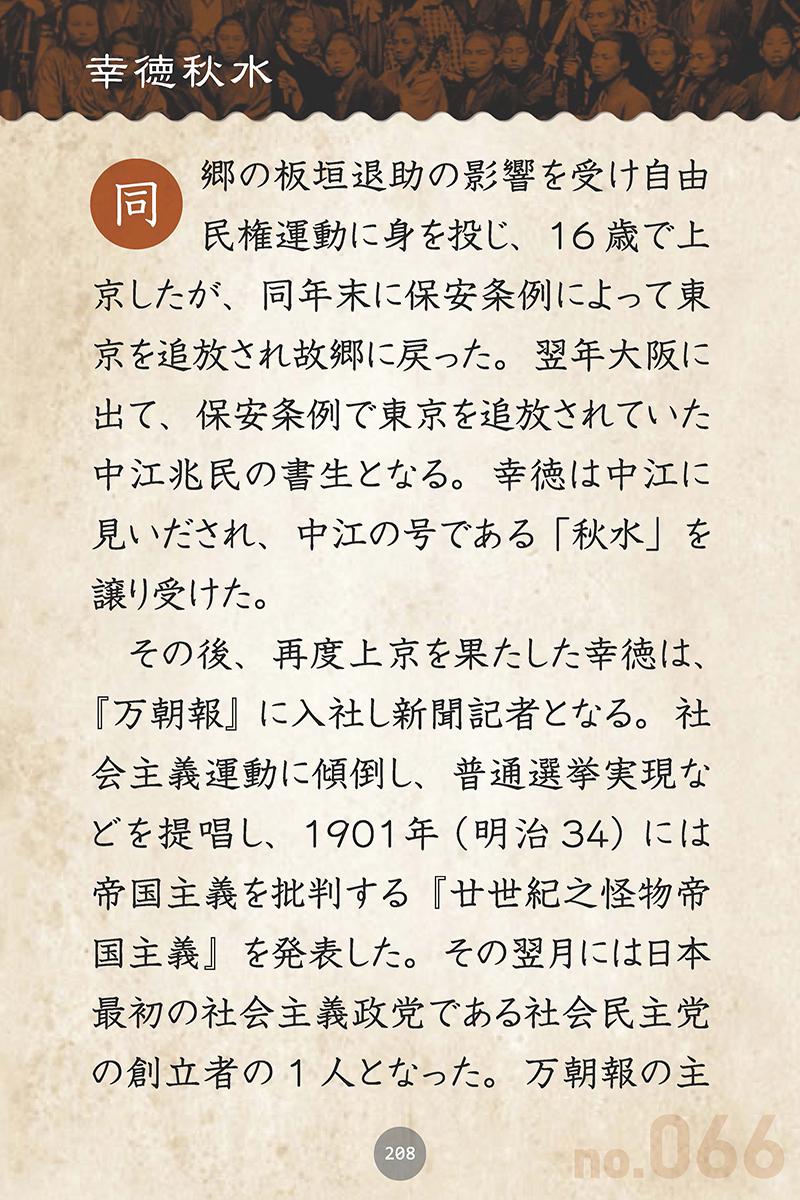 幸徳秋水
同郷の板垣退助の影響を受け自由
民権運動に身を投じ、16歳で上
京したが、同年末に保安条例によって東
京を追放され故郷に戻った。翌年大阪に
出て、保安条例で東京を追放されていた
中江兆民の書生となる。幸徳は中江に
見いだされ、中江の号である「秋水」を
譲り受けた。
その後、再度上京を果たした幸徳は、
『万朝報』に入社し新聞記者となる。社
会主義運動に傾倒し、普通選挙実現な
どを提唱し、1901年（明治34）には
帝国主義を批判する『廿世紀之怪物帝
国主義』を発表した。その翌月には日本
最初の社会主義政党である社会民主党
の創立者の1人となった。万朝報の主
208
no.066